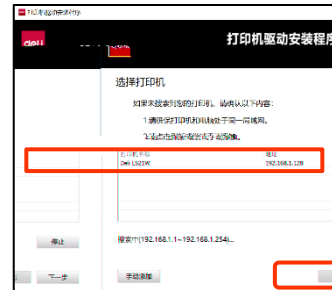 打印机驱动安装程序
deli
打印机驱动安装程序
选择打印机
如果未搜索到您的打印机，请确认以下内容：
1.请确保打印机和电脑处于同一局域网。
打印机名称 地址
Deli L521W 192.168.1.128
停止
搜索中(192.168.1.1~192.168.1.254)...
下一步
手动添加